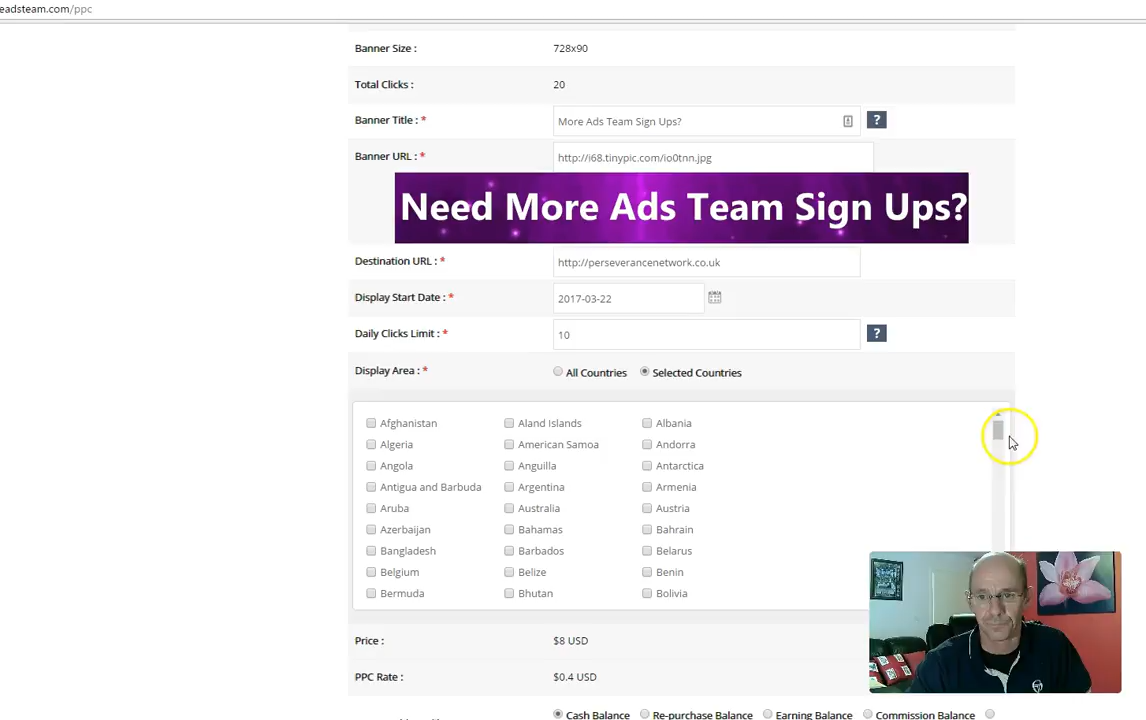 eadsteam.com/ppc
Banner Size : 728x90
Total Clicks : 20
Banner Title : * More Ads Team Sign Ups? ?
Banner URL : * http://i68.tinypic.com/io0tnn.jpg
Need More Ads Team Sign Ups?
Destination URL : * http://perseverancenetwork.co.uk
Display Start Date : * 2017-03-22
Daily Clicks Limit : * 10 ?
Display Area : * All Countries Selected Countries
Afghanistan Aland Islands Albania
Algeria American Samoa Andorra
Angola Anguilla Antarctica
Antigua and Barbuda Argentina Armenia
Aruba Australia Austria
Azerbaijan Bahamas Bahrain
Bangladesh Barbados Belarus
Belgium Belize Benin
Bermuda Bhutan Bolivia
Price : $8 USD
PPC Rate : $0.4 USD
Cash Balance Re-purchase Balance Earning Balance Commission Balance